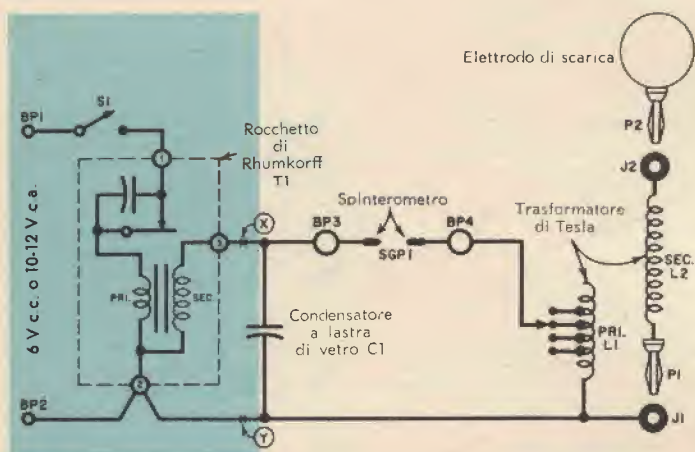 Elettrodo di scarica
P2
J2
BP1
S1
1
Rocchetto
di
Rhumkorff
T1
6 V c.c. o 10-12 V c.a.
3
X
BP3
Spinterometro
SGP1
BP4
Trasformatore
di Tesla
PRI.
SEC.
SEC.
L2
Condensatore
a lastra
di vetro C1
PRI.
L1
P1
2
BP2
Y
J1